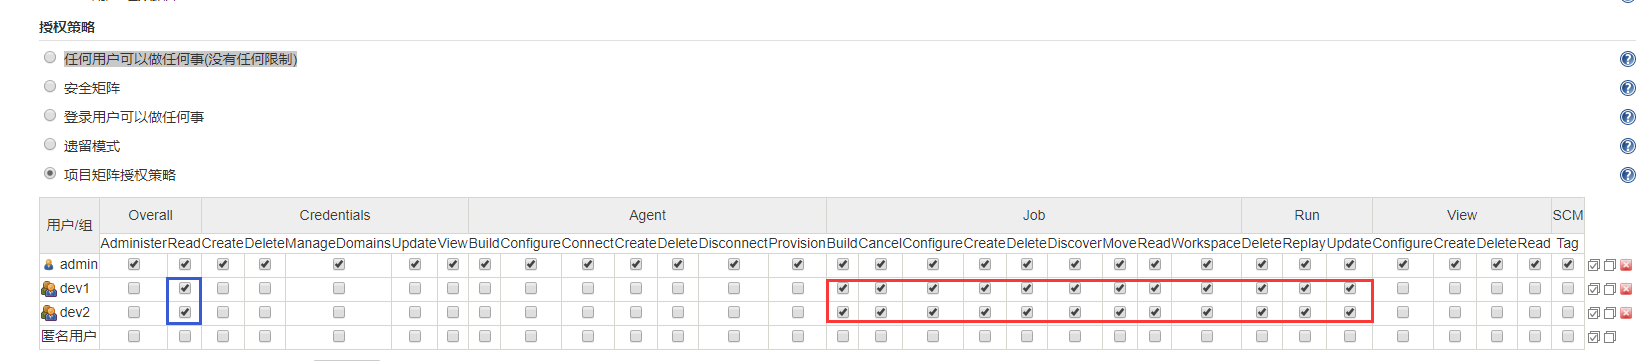 授权策略
任何用户可以做任何事(没有任何限制)
安全矩阵
登录用户可以做任何事
遗留模式
项目矩阵授权策略
用户/组 Overall Credentials Agent Job Run View SCM
Administer Read Create Delete ManageDomains Update View Build Configure Connect Create Delete Disconnect Provision Build Cancel Configure Create Delete Discover Move Read Workspace Delete Replay Update Configure Create Delete Read Tag
admin
dev1
dev2
匿名用户